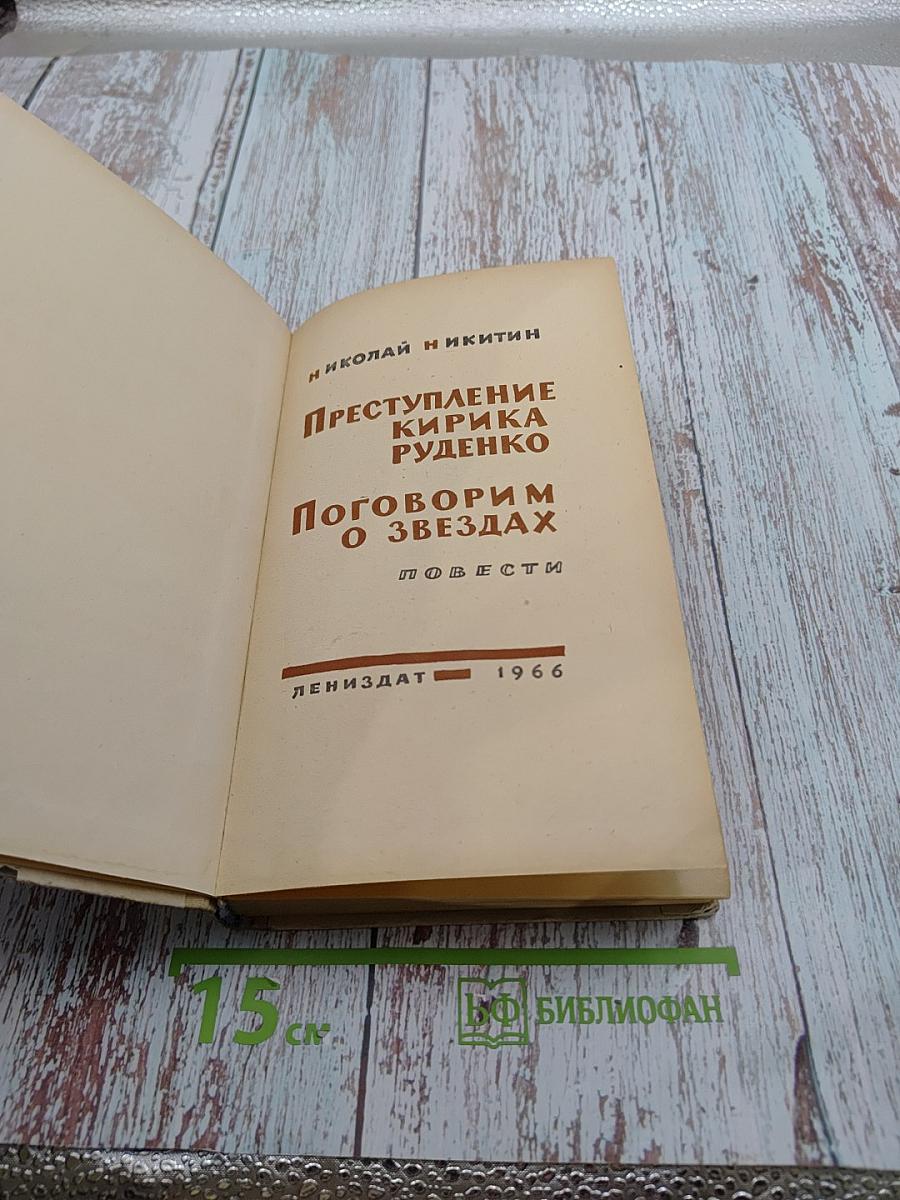 Николай Никитин
Преступление
Кирика
Руденко
Поговорим
о звездах
ПОВЕСТИ
ЛЕНИЗДАТ — 1966
15 см
БФ БИБЛИОФАН